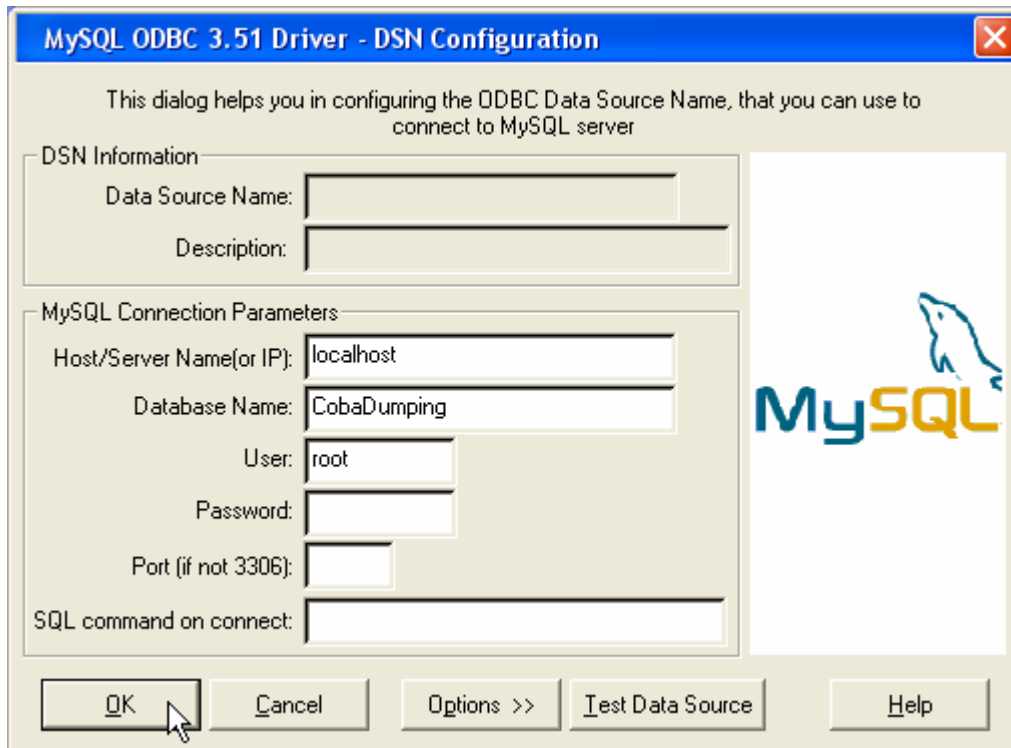 MySQL ODBC 3.51 Driver - DSN Configuration
This dialog helps you in configuring the ODBC Data Source Name, that you can use to
connect to MySQL server
DSN Information
Data Source Name:
Description:
MySQL Connection Parameters
Host/Server Name(or IP): localhost
Database Name: CobaDumping
User: root
Password:
Port (if not 3306):
SQL command on connect:
MySQL
OK Cancel Options >> Test Data Source Help